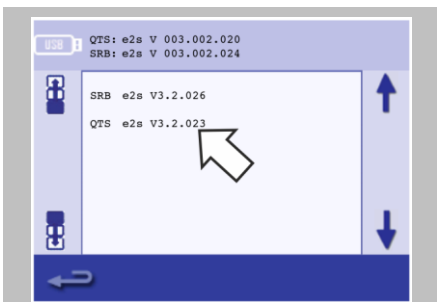 USB
QTS: e2s V 003.002.020
SRB: e2s V 003.002.024
SRB e2s V3.2.026
QTS e2s V3.2.023